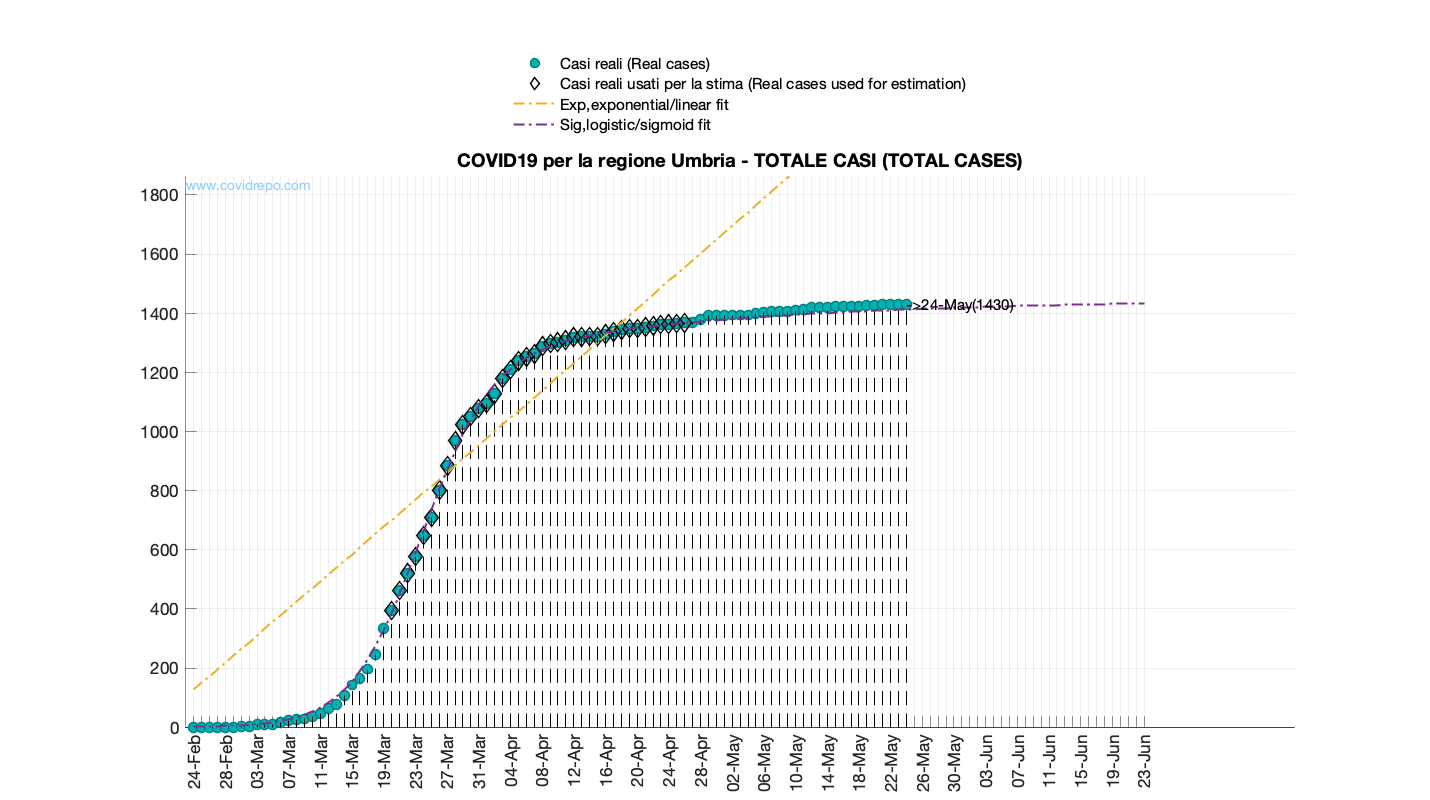 Casi reali (Real cases)
Casi reali usati per la stima (Real cases used for estimation)
Exp,exponential/linear fit
Sig,logistic/sigmoid fit
COVID19 per la regione Umbria - TOTALE CASI (TOTAL CASES)
www.covidrepo.com
1800
1600
1400
1200
1000
800
600
400
200
0
->24-May(1430)
24-Feb
28-Feb
03-Mar
07-Mar
11-Mar
15-Mar
19-Mar
23-Mar
27-Mar
31-Mar
04-Apr
08-Apr
12-Apr
16-Apr
20-Apr
24-Apr
28-Apr
02-May
06-May
10-May
14-May
18-May
22-May
26-May
30-May
03-Jun
07-Jun
11-Jun
15-Jun
19-Jun
23-Jun